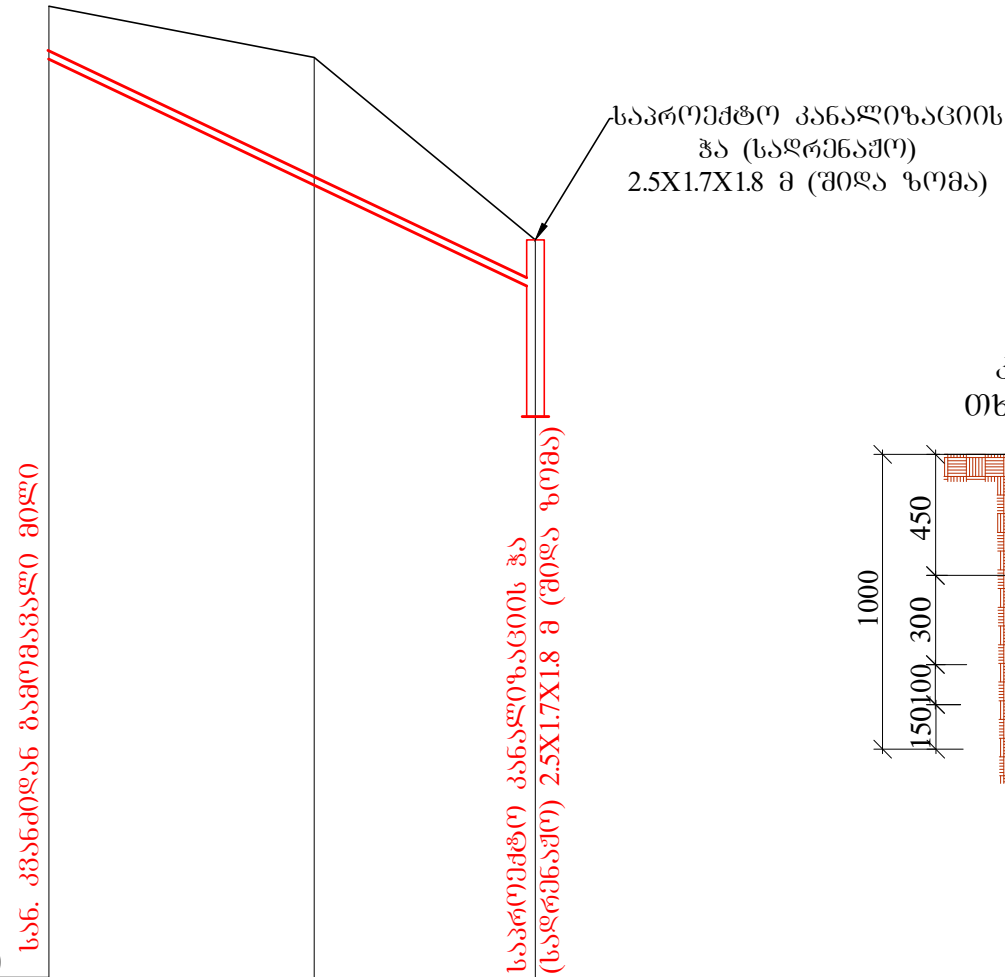 საპროექტო კანალიზაციის
ჭა (სადრენაჟო)
2.5X1.7X1.8 მ (შიდა ზომა)
სან. კვანძიდან გამომავალი მილი
საპროექტო კანალიზაციის ჭა
(სადრენაჟო) 2.5X1.7X1.8 მ (შიდა ზომა)
1000
450
300
100
150